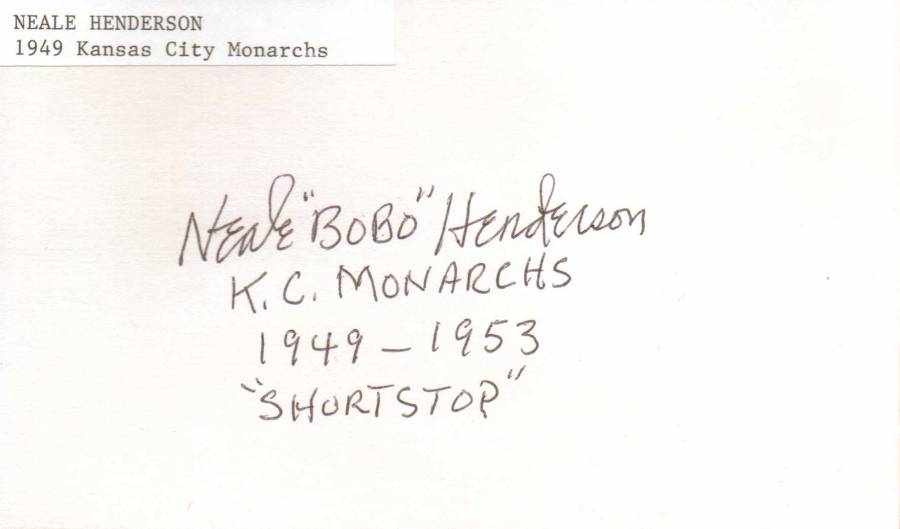 NEALE HENDERSON
1949 Kansas City Monarchs
Neale "BOBO" Henderson
K.C. MONARCHS
1949 - 1953
"SHORTSTOP"